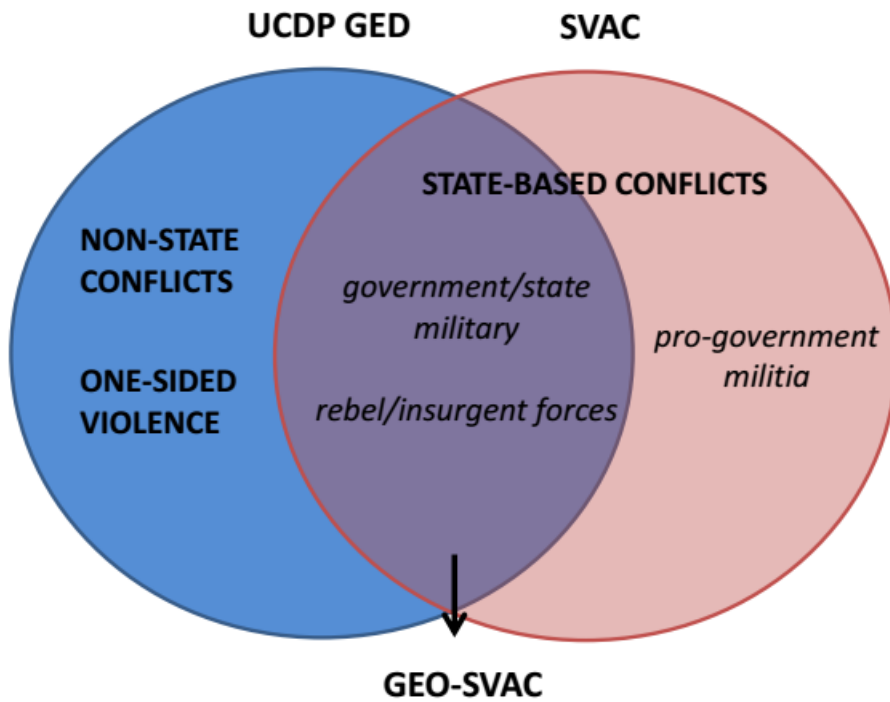 UCDP GED
SVAC
STATE-BASED CONFLICTS
NON-STATE
CONFLICTS
government/state
military
pro-government
militia
ONE-SIDED
VIOLENCE
rebel/insurgent forces
GEO-SVAC